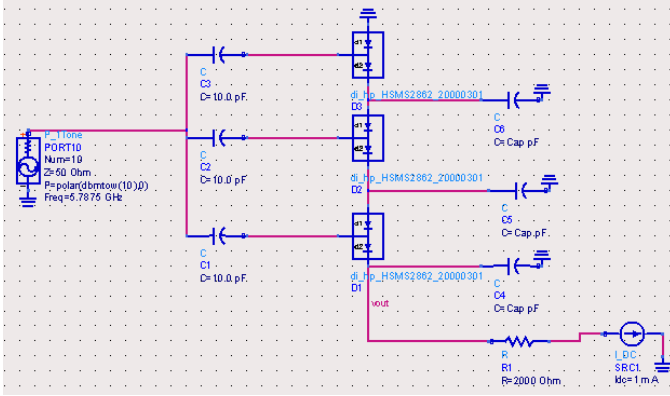 d1
d2
C
C3
C=10.0 pF
di_hp_HSMS2862_20000301
D3
C
C6
C=Cap pF
P_1Tone
PORT10
Num=10
Z=50 Ohm
P=polar(dbmtow(10),0)
Freq=5.7875 GHz
d1
d2
C
C2
C=10.0 pF
di_hp_HSMS2862_20000301
D2
C
C5
C=Cap pF
d1
d2
C
C1
C=10.0 pF
di_hp_HSMS2862_20000301
D1
C
C4
C=Cap pF
vout
R
R1
R=2000 Ohm
I_DC
SRC1
Idc=1 mA